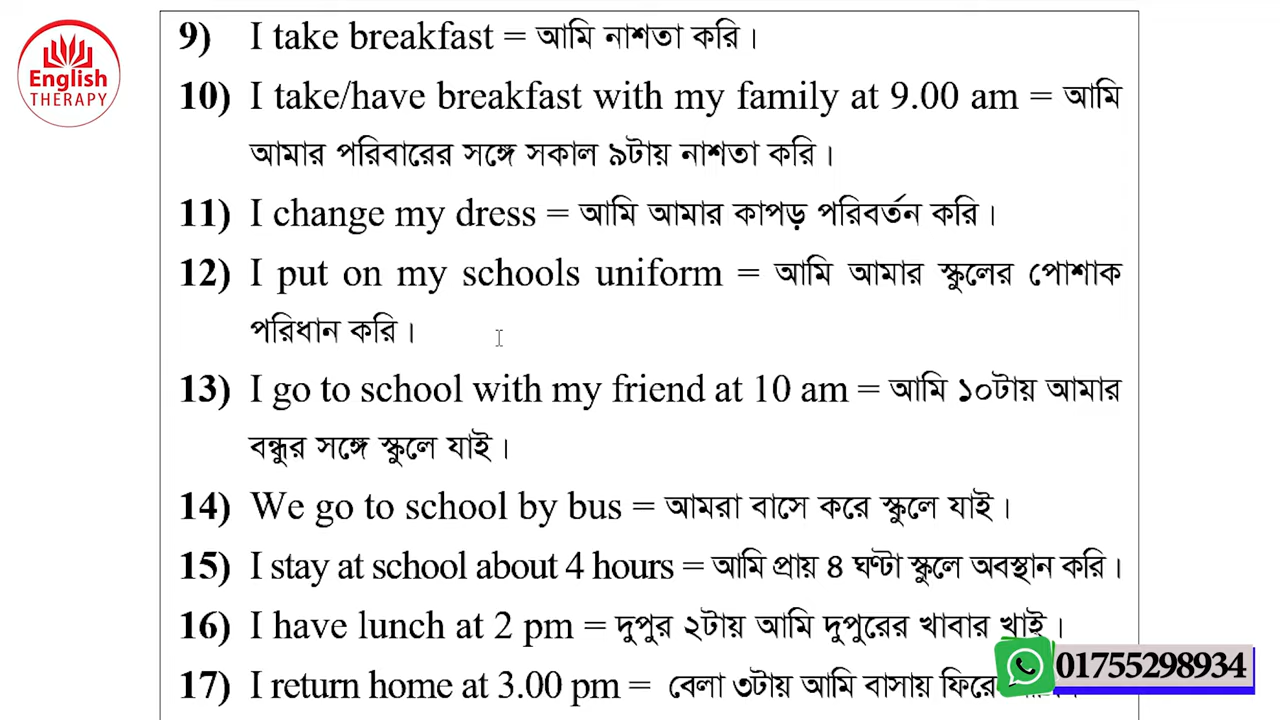 English
THERAPY
9) I take breakfast = আমি নাশতা করি।
10) I take/have breakfast with my family at 9.00 am = আমি
আমার পরিবারের সঙ্গে সকাল ৯টায় নাশতা করি।
11) I change my dress = আমি আমার কাপড় পরিবর্তন করি।
12) I put on my schools uniform = আমি আমার স্কুলের পোশাক
পরিধান করি।
13) I go to school with my friend at 10 am = আমি ১০টায় আমার
বন্ধুর সঙ্গে স্কুলে যাই।
14) We go to school by bus = আমরা বাসে করে স্কুলে যাই।
15) I stay at school about 4 hours = আমি প্রায় ৪ ঘণ্টা স্কুলে অবস্থান করি।
16) I have lunch at 2 pm = দুপুর ২টায় আমি দুপুরের খাবার খাই।
17) I return home at 3.00 pm = বেলা ৩টায় আমি বাসায়
01755298934